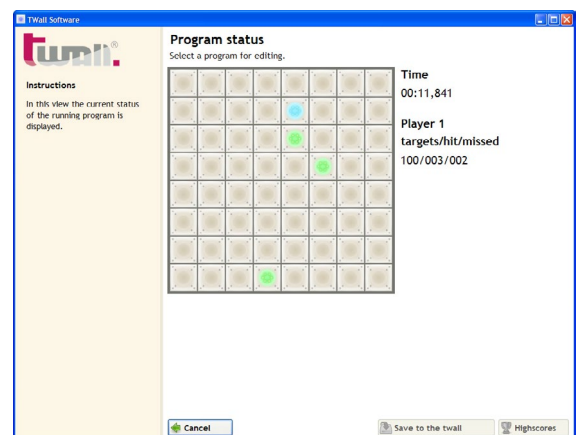 TWall Software
twall®
Instructions
In this view the current status
of the running program is
displayed.
Program status
Select a program for editing.
Time
00:11,841
Player 1
targets/hit/missed
100/003/002
Cancel
Save to the twall
Highscores